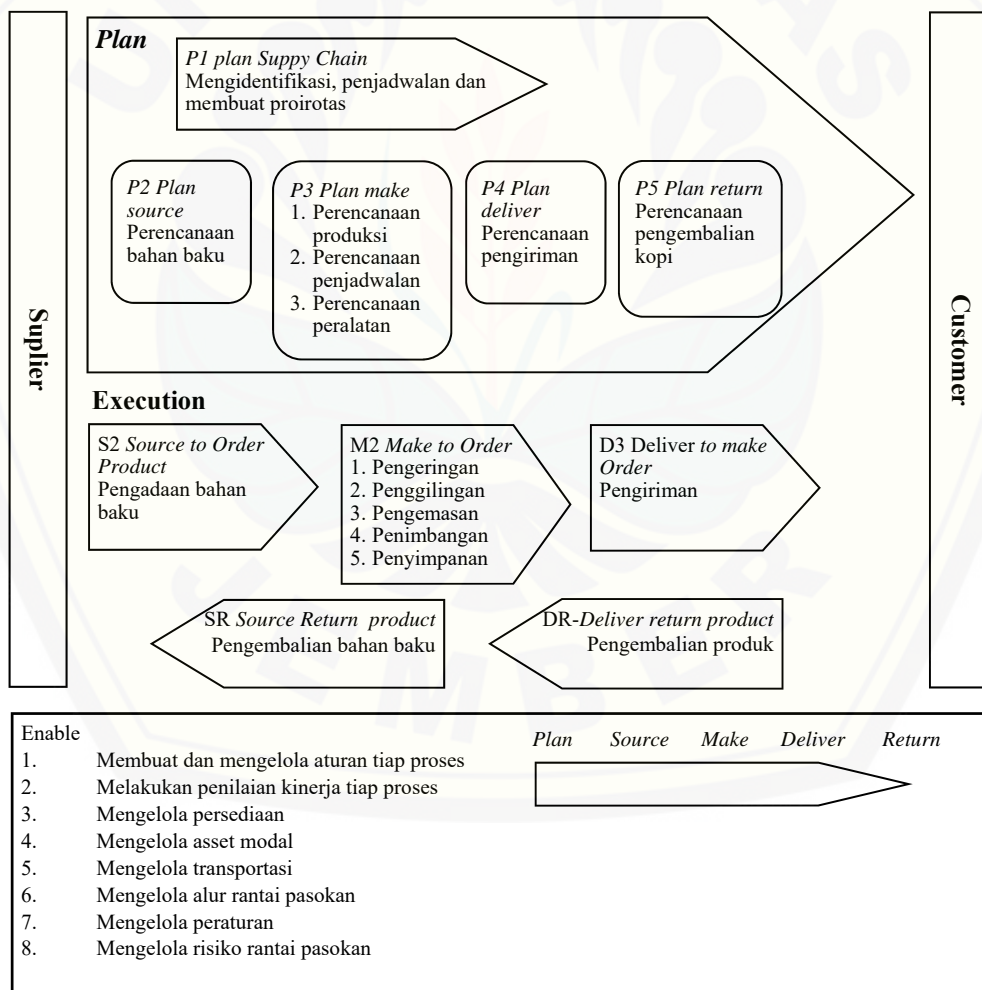 Plan
P1 plan Suppy Chain
Mengidentifikasi, penjadwalan dan
membuat proirotas
P2 Plan
source
Perencanaan
bahan baku
P3 Plan make
1. Perencanaan
produksi
2. Perencanaan
penjadwalan
3. Perencanaan
peralatan
P4 Plan
deliver
Perencanaan
pengiriman
P5 Plan return
Perencanaan
pengembalian
kopi
Suplier
Customer
Execution
S2 Source to Order
Product
Pengadaan bahan
baku
M2 Make to Order
1. Pengeringan
2. Penggilingan
3. Pengemasan
4. Penimbangan
5. Penyimpanan
D3 Deliver to make
Order
Pengiriman
SR Source Return product
Pengembalian bahan baku
DR-Deliver return product
Pengembalian produk
JEMBER
Enable
1. Membuat dan mengelola aturan tiap proses
2. Melakukan penilaian kinerja tiap proses
3. Mengelola persediaan
4. Mengelola asset modal
5. Mengelola transportasi
6. Mengelola alur rantai pasokan
7. Mengelola peraturan
8. Mengelola risiko rantai pasokan
Plan Source Make Deliver Return